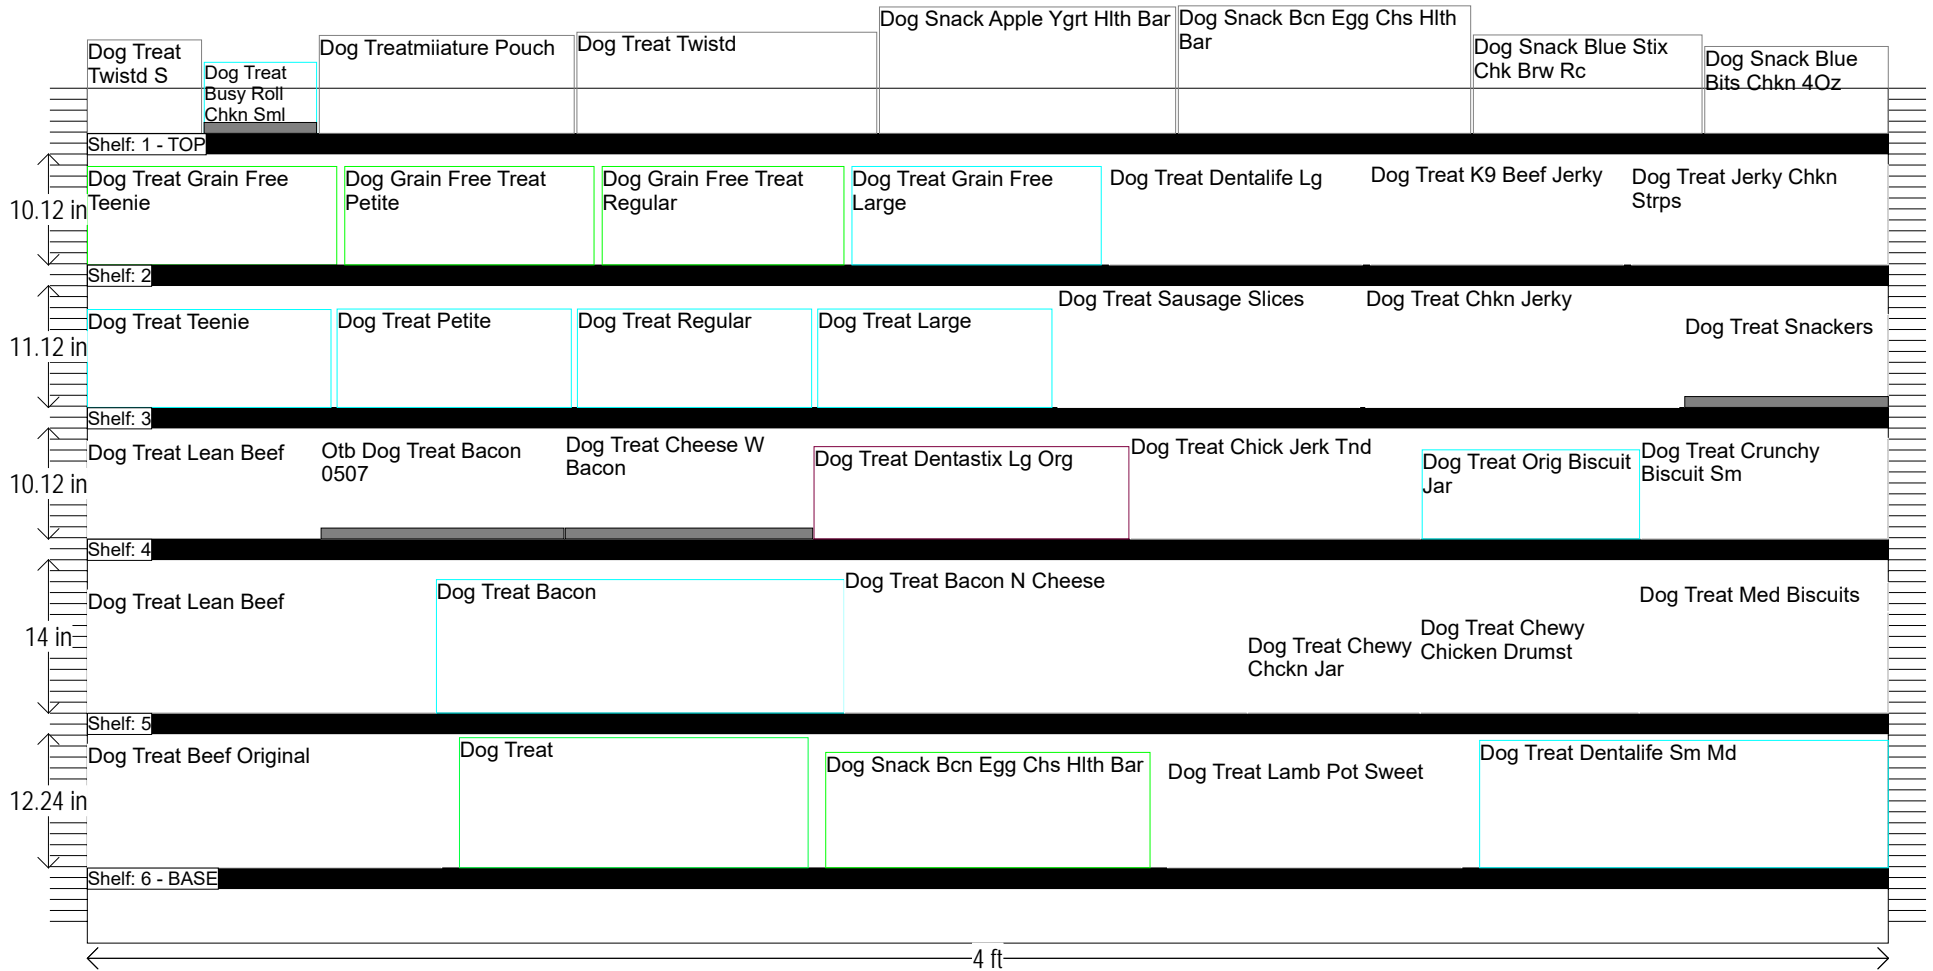 Dog Treat
Twistd S
Dog Treat
Busy Roll
Chkn Sml
Dog Treatmiiature Pouch
Dog Treat Twistd
Dog Snack Apple Ygrt Hlth Bar
Dog Snack Bcn Egg Chs Hlth
Bar
Dog Snack Blue Stix
Chk Brw Rc
Dog Snack Blue
Bits Chkn 4Oz
Shelf: 1 - TOP
10.12 in
Dog Treat Grain Free
Teenie
Dog Grain Free Treat
Petite
Dog Grain Free Treat
Regular
Dog Treat Grain Free
Large
Dog Treat Dentalife Lg
Dog Treat K9 Beef Jerky
Dog Treat Jerky Chkn
Strps
Shelf: 2
11.12 in
Dog Treat Teenie
Dog Treat Petite
Dog Treat Regular
Dog Treat Large
Dog Treat Sausage Slices
Dog Treat Chkn Jerky
Dog Treat Snackers
Shelf: 3
10.12 in
Dog Treat Lean Beef
Otb Dog Treat Bacon
0507
Dog Treat Cheese W
Bacon
Dog Treat Dentastix Lg Org
Dog Treat Chick Jerk Tnd
Dog Treat Orig Biscuit
Jar
Dog Treat Crunchy
Biscuit Sm
Shelf: 4
14 in
Dog Treat Lean Beef
Dog Treat Bacon
Dog Treat Bacon N Cheese
Dog Treat Chewy
Chckn Jar
Dog Treat Chewy
Chicken Drumst
Dog Treat Med Biscuits
Shelf: 5
12.24 in
Dog Treat Beef Original
Dog Treat
Dog Snack Bcn Egg Chs Hlth Bar
Dog Treat Lamb Pot Sweet
Dog Treat Dentalife Sm Md
Shelf: 6 - BASE
4 ft